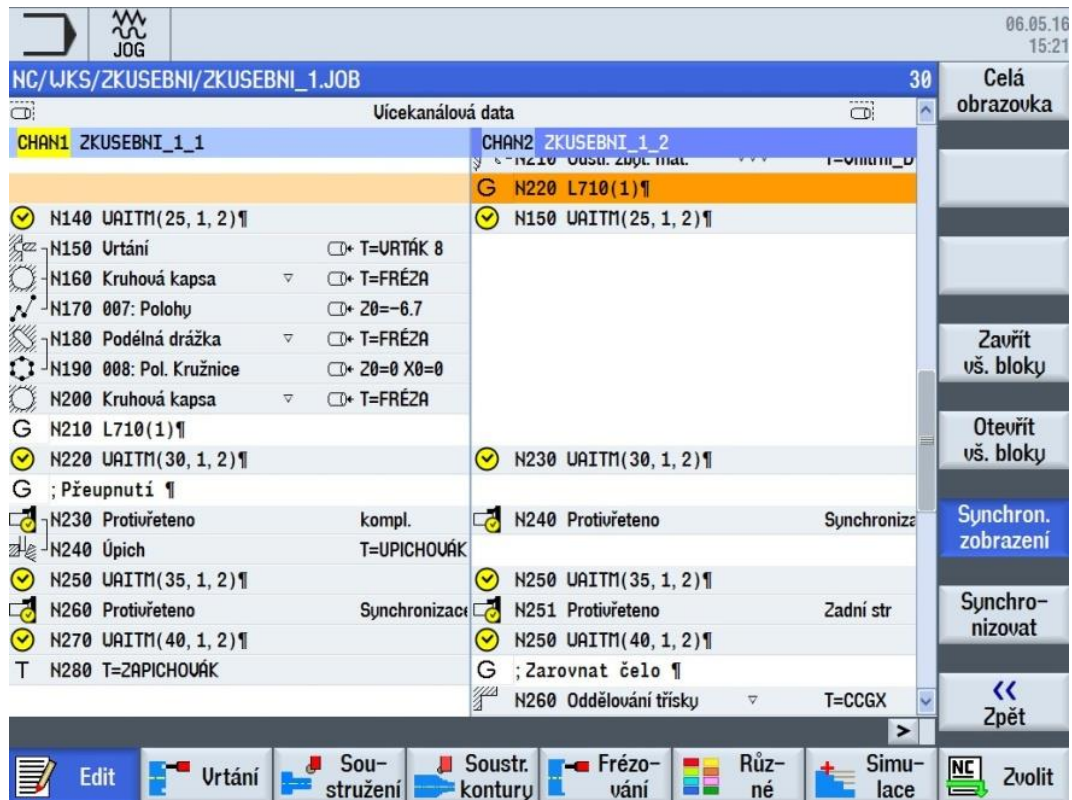 JOG
06.05.16
15:21
NC/WKS/ZKUSEBNI/ZKUSEBNI_1.JOB 30
Vícekanálová data
CHAN1 ZKUSEBNI_1_1
N140 WAITM(25,1,2)¶
N150 Vrtání T=VRTÁK 8
N160 Kruhová kapsa T=FRÉZA
N170 007: Polohy Z0=-6.7
N180 Podélná drážka T=FRÉZA
N190 008: Pol. Kružnice Z0=0 X0=0
N200 Kruhová kapsa T=FRÉZA
G N210 L710(1)¶
N220 WAITM(30,1,2)¶
G ;Přeupnutí ¶
N230 Protivřeteno kompl.
N240 Úpich T=UPICHOVÁK
N250 WAITM(35,1,2)¶
N260 Protivřeteno Synchronizace
N270 WAITM(40,1,2)¶
T N280 T=ZAPICHOVÁK
CHAN2 ZKUSEBNI_1_2
N210 Odstr. zbyt. mat. T=Vnitrni_D
G N220 L710(1)¶
N150 WAITM(25,1,2)¶
N230 WAITM(30,1,2)¶
N240 Protivřeteno Synchroniza
N250 WAITM(35,1,2)¶
N251 Protivřeteno Zadní str
N250 WAITM(40,1,2)¶
G ;Zarovnat čelo ¶
N260 Oddělování třísky T=CCGX
Celá
obrazovka
Zavřít
vš. bloky
Otevřít
vš. bloky
Synchron.
zobrazení
Synchro-
nizovat
<<
Zpět
>
Edit
Vrtání
Sou-
stružení
Soustr.
kontury
Frézo-
vání
Růz-
né
Simu-
lace
NC
Zvolit